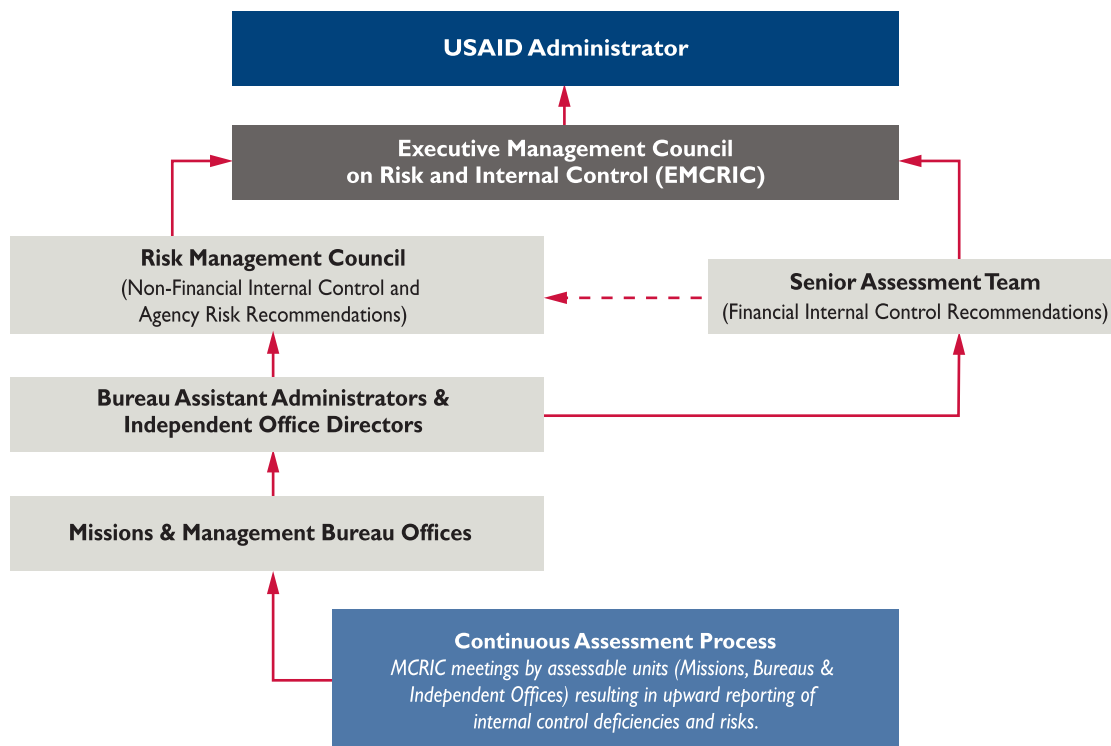 USAID Administrator
Executive Management Council
on Risk and Internal Control (EMCRIC)
Risk Management Council
(Non-Financial Internal Control and
Agency Risk Recommendations)
Senior Assessment Team
(Financial Internal Control Recommendations)
Bureau Assistant Administrators &
Independent Office Directors
Missions & Management Bureau Offices
Continuous Assessment Process
MCRIC meetings by assessable units (Missions, Bureaus &
Independent Offices) resulting in upward reporting of
internal control deficiencies and risks.